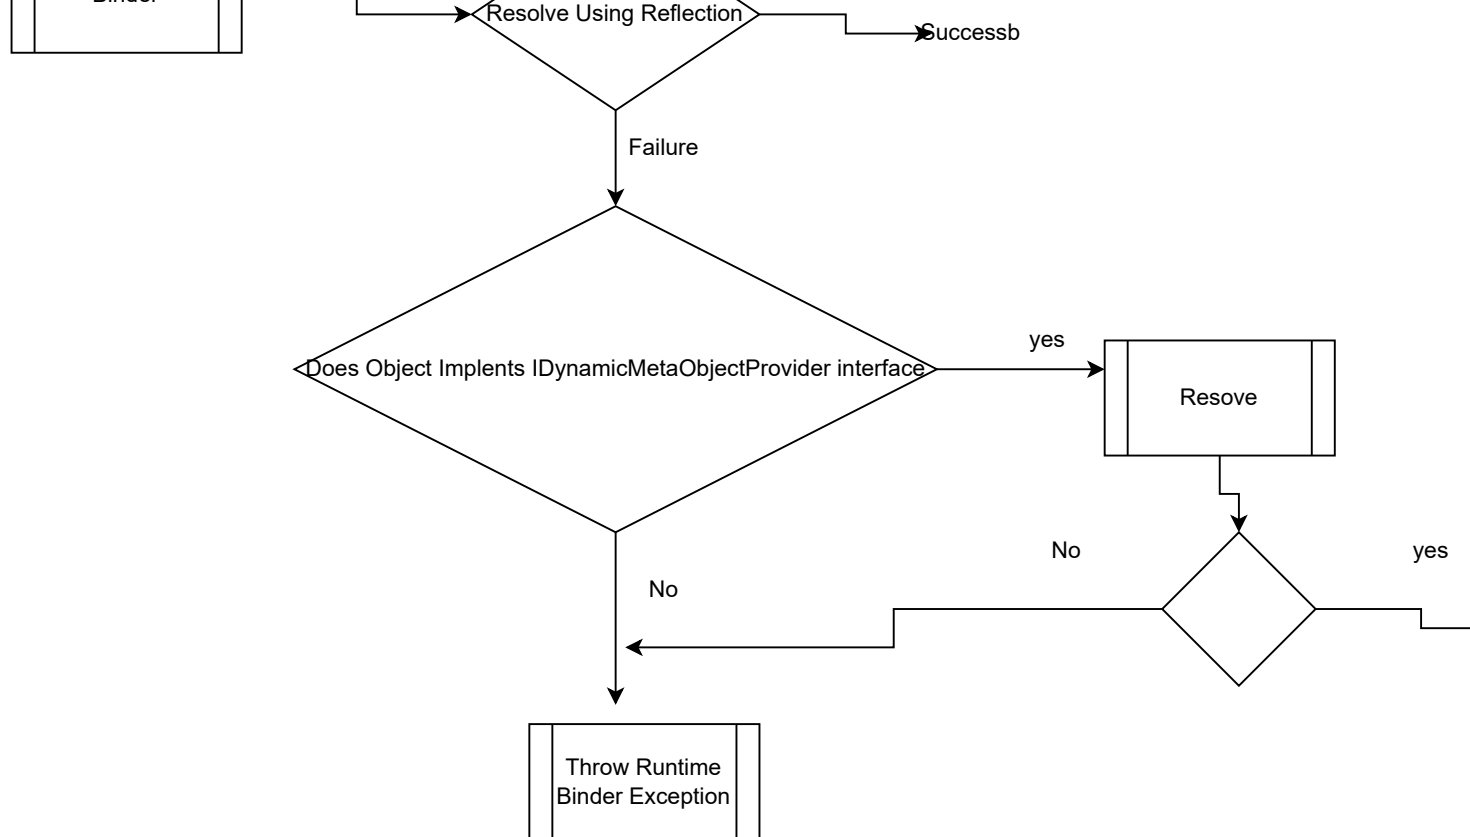 Binder
Resolve Using Reflection
Successb
Failure
Does Object Implents IDynamicMetaObjectProvider interface
yes
Resove
No
yes
No
Throw Runtime
Binder Exception